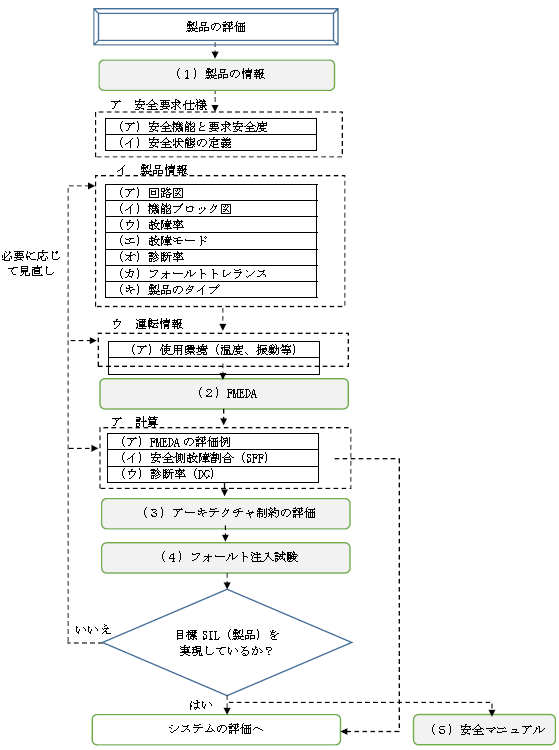 製品の評価
（１）製品の情報
ア　安全要求仕様
（ア）安全機能と要求安全度
（イ）安全状態の定義
イ　製品情報
（ア）回路図
（イ）機能ブロック図
（ウ）故障率
（エ）故障モード
（オ）診断率
（カ）フォールトトレランス
（キ）製品のタイプ
必要に応じ
て見直し
ウ　運転情報
（ア）使用環境（温度、振動等）
（２）FMEDA
ア　計算
（ア）FMEDA の評価例
（イ）安全側故障割合（SFF）
（ウ）診断率（DC）
（３）アーキテクチャ制約の評価
（４）フォールト注入試験
いいえ
目標 SIL（製品）を
実現しているか？
はい
システムの評価へ
（５）安全マニュアル